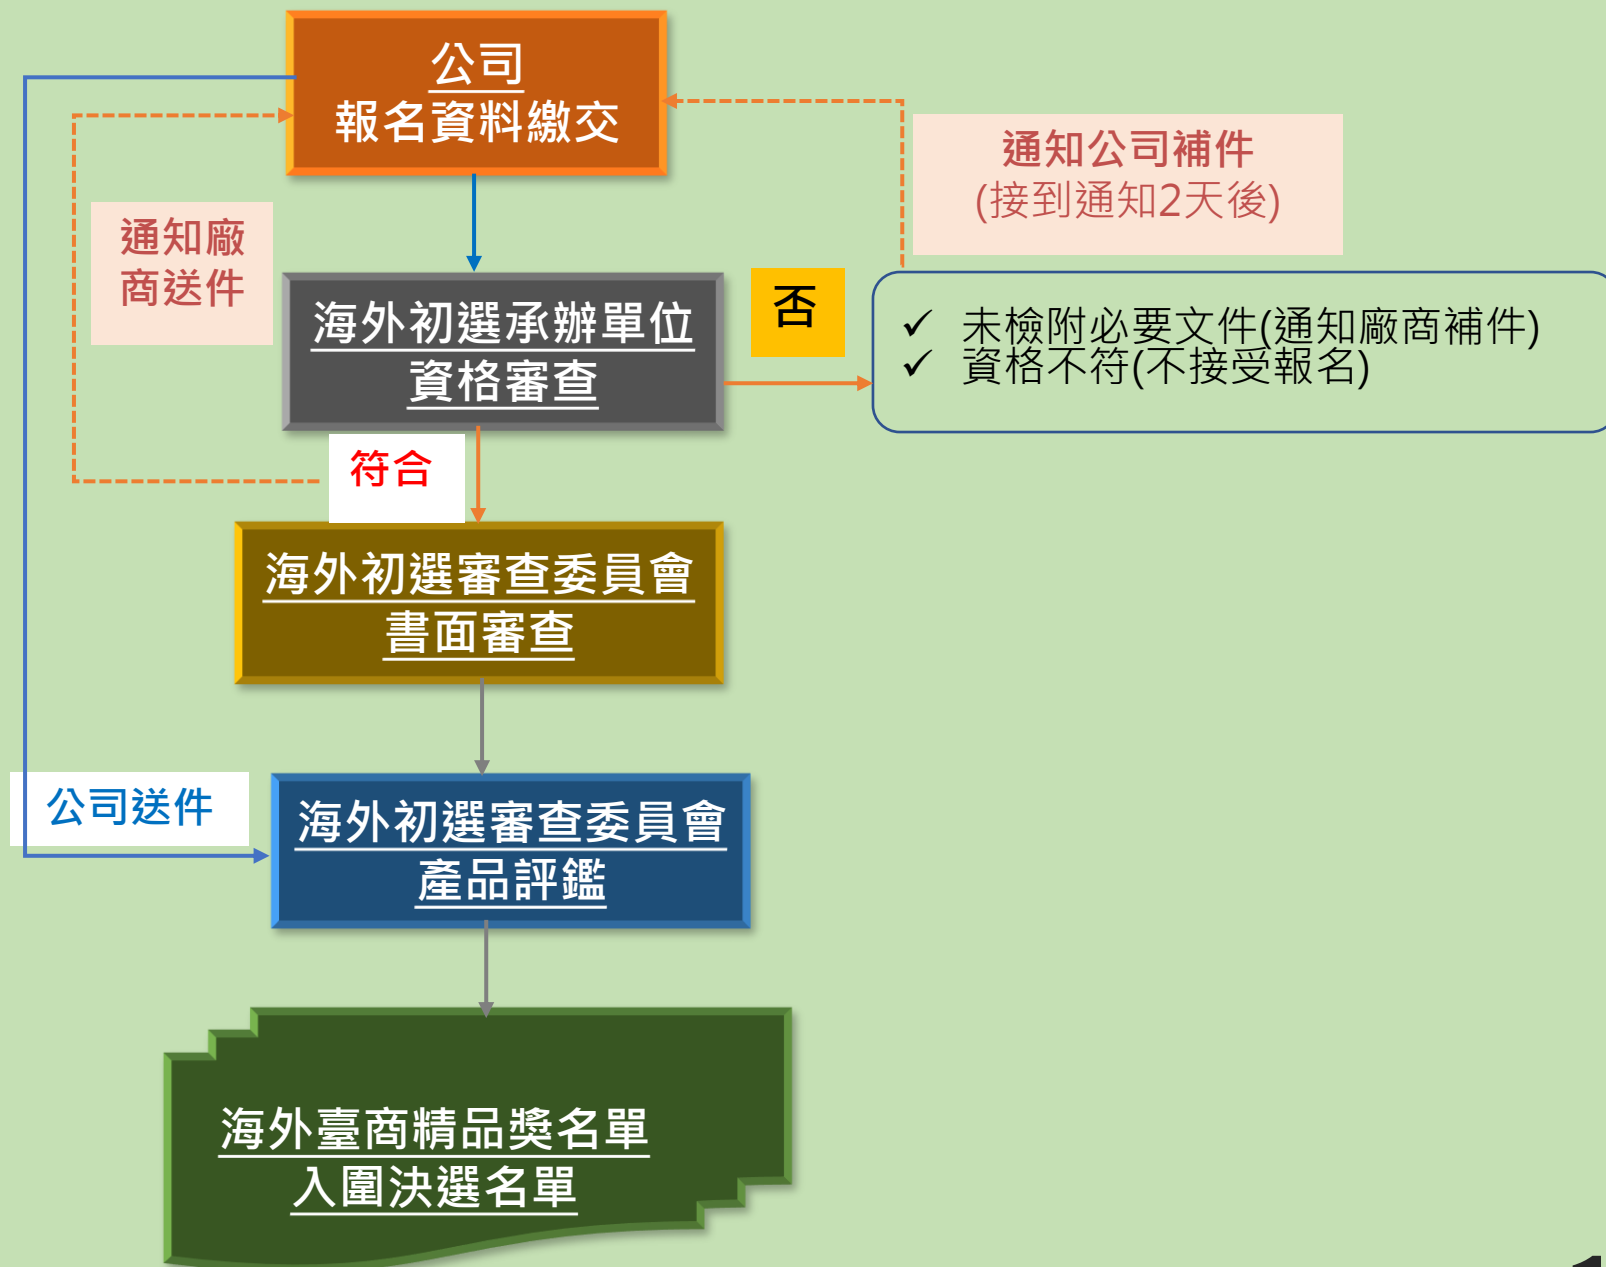 公司
報名資料繳交
通知公司補件
(接到通知2天後)
通知廠
商送件
海外初選承辦單位
資格審查
否
✓ 未檢附必要文件(通知廠商補件)
✓ 資格不符(不接受報名)
符合
海外初選審查委員會
書面審查
公司送件
海外初選審查委員會
產品評鑑
海外臺商精品獎名單
入圍決選名單